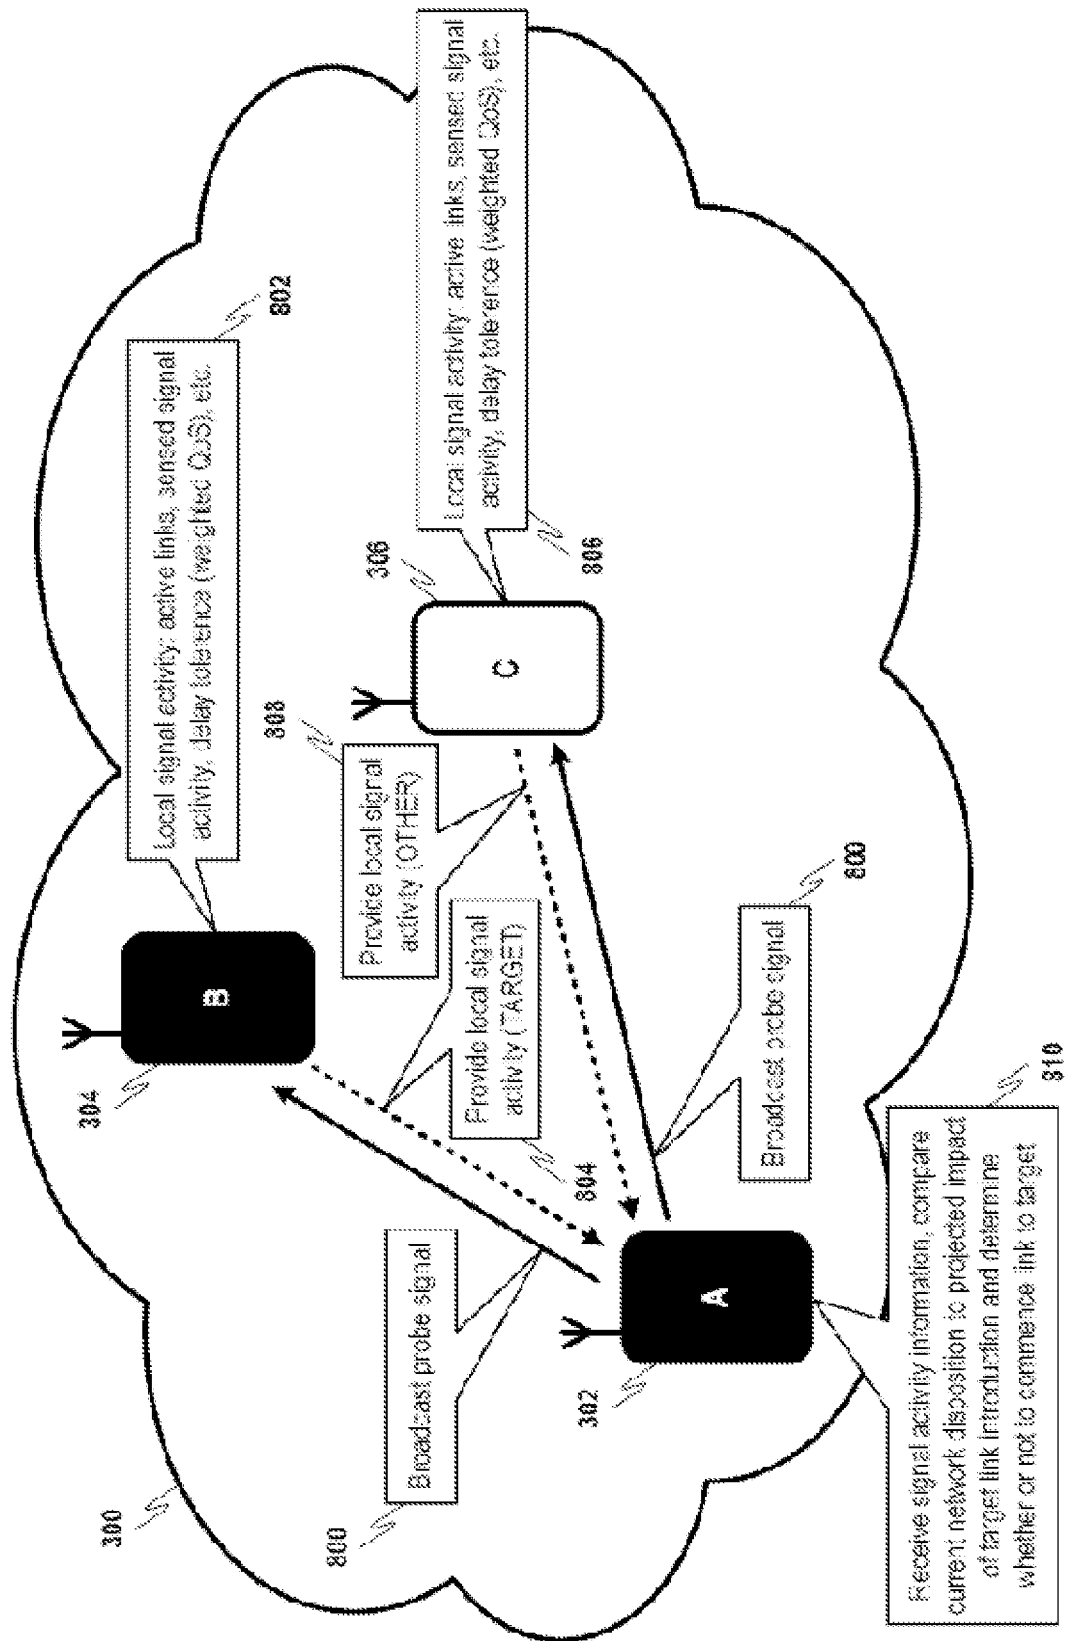 300
304
B
802
Local signal activity: active links, sensed signal
activity, delay tolerence (weighted QoS), etc.
800
Broadcast probe signal
Provide local signal
activity (TARGET)
804
808
Provide local signal
activity (OTHER)
306
C
Local signal activity: active links, sensed signal
activity, delay tolerence (weighted QoS), etc.
806
302
A
Broadcast probe signal
800
Receive signal activity information, compare
current network disposition to projected impact
of target link introduction and determine
whether or not to commence link to target
810